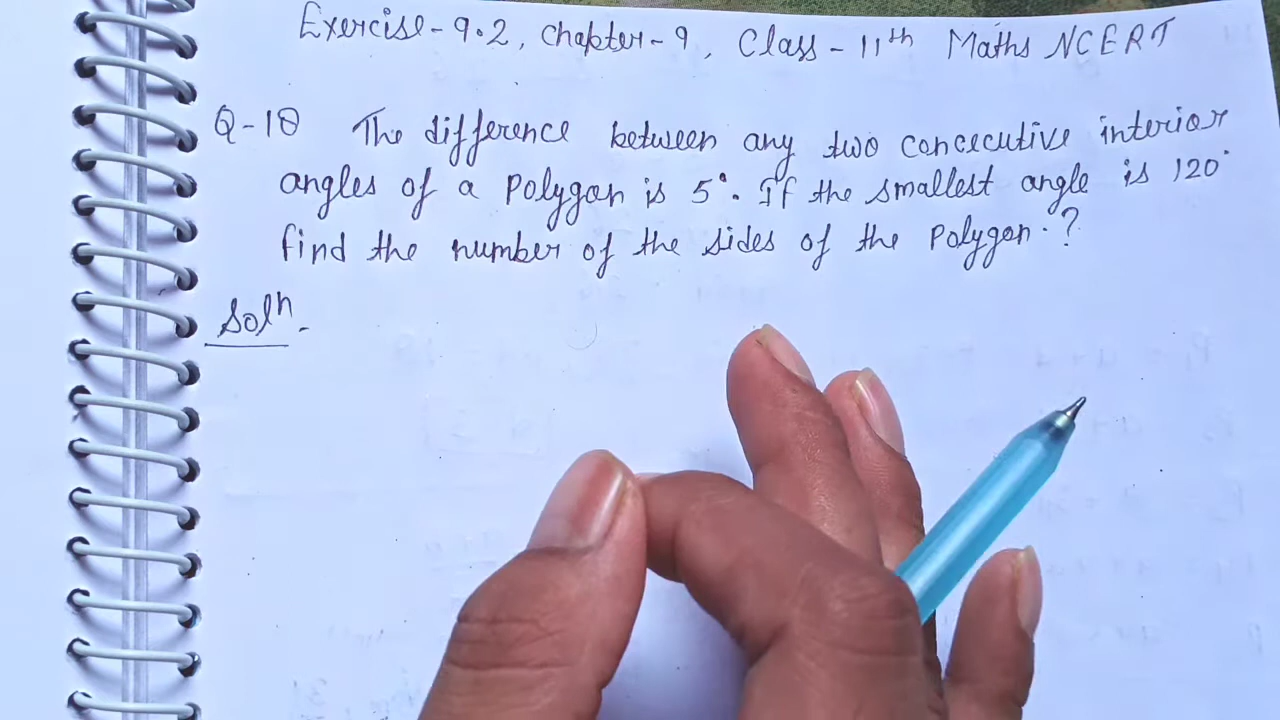 Exercise-9.2, Chapter-9, Class-11th Maths NCERT
Q-18 The difference between any two concecutive interior
angles of a polygon is 5°. If the smallest angle is 120°
find the number of the sides of the polygon.?
Solⁿ.